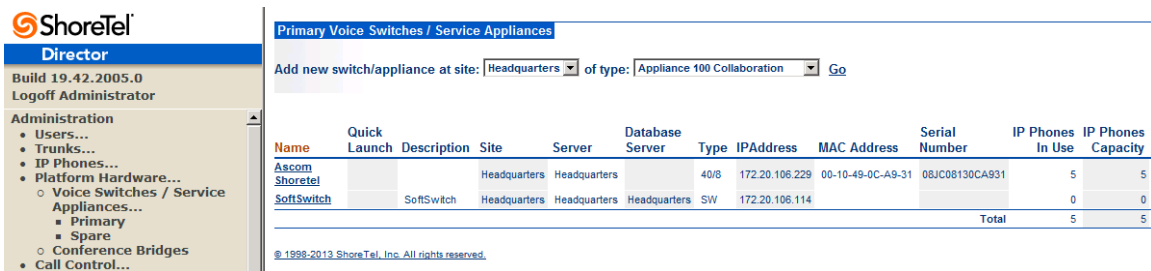 ShoreTel
Director
Build 19.42.2005.0
Logoff Administrator
Administration
• Users...
• Trunks...
• IP Phones...
• Platform Hardware...
○ Voice Switches / Service
Appliances...
▪ Primary
▪ Spare
○ Conference Bridges
• Call Control...
Primary Voice Switches / Service Appliances
Add new switch/appliance at site: Headquarters of type: Appliance 100 Collaboration Go
Quick Database Serial IP Phones IP Phones
Name Launch Description Site Server Server Type IPAddress MAC Address Number In Use Capacity
Ascom
Shoretel Headquarters Headquarters 40/8 172.20.106.229 00-10-49-0C-A9-31 08JC08130CA931 5 5
SoftSwitch SoftSwitch Headquarters Headquarters Headquarters SW 172.20.106.114 0 0
Total 5 5
© 1998-2013 ShoreTel, Inc. All rights reserved.